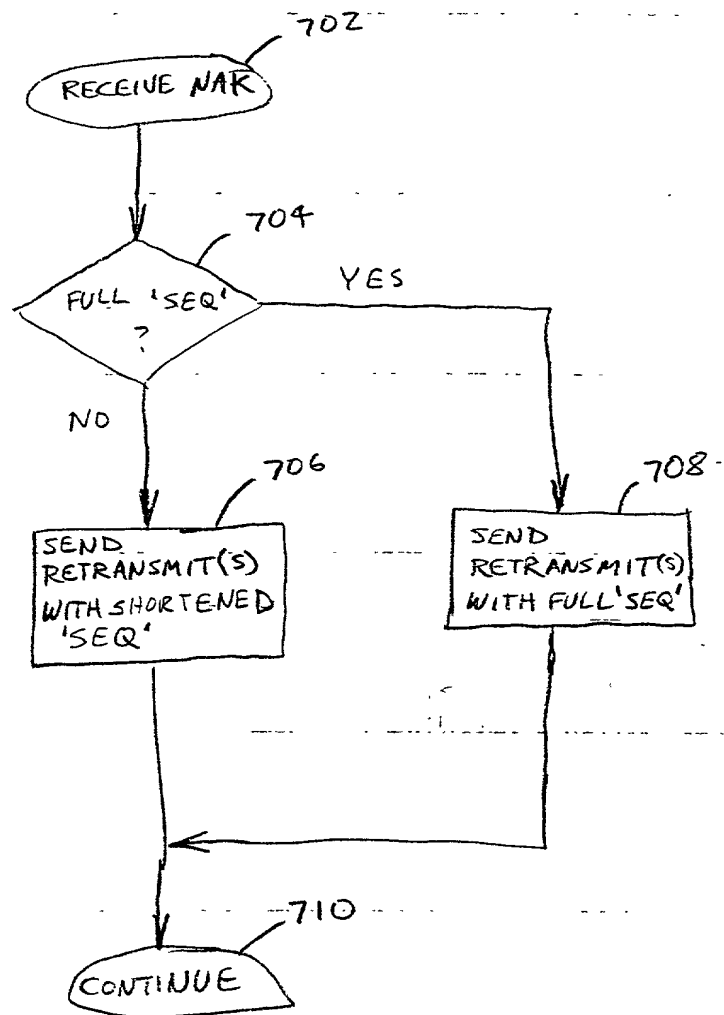 702
RECEIVE NAK
704
FULL 'SEQ'
?
YES
NO
706
SEND
RETRANSMIT(S)
WITH SHORTENED
'SEQ'
708
SEND
RETRANSMIT(S)
WITH FULL 'SEQ'
710
CONTINUE